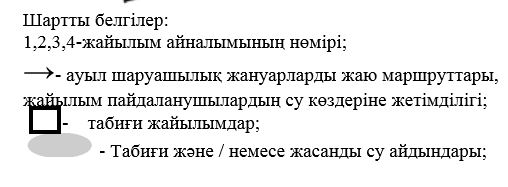 Шартты белгілер:
1,2,3,4-жайылым айналымының нөмірі;
→- ауыл шаруашылық жануарларды жаю маршруттары,
жайылым пайдаланушылардың су көздеріне жетімділігі;
- табиғи жайылымдар;
- Табиғи және / немесе жасанды су айдындары;